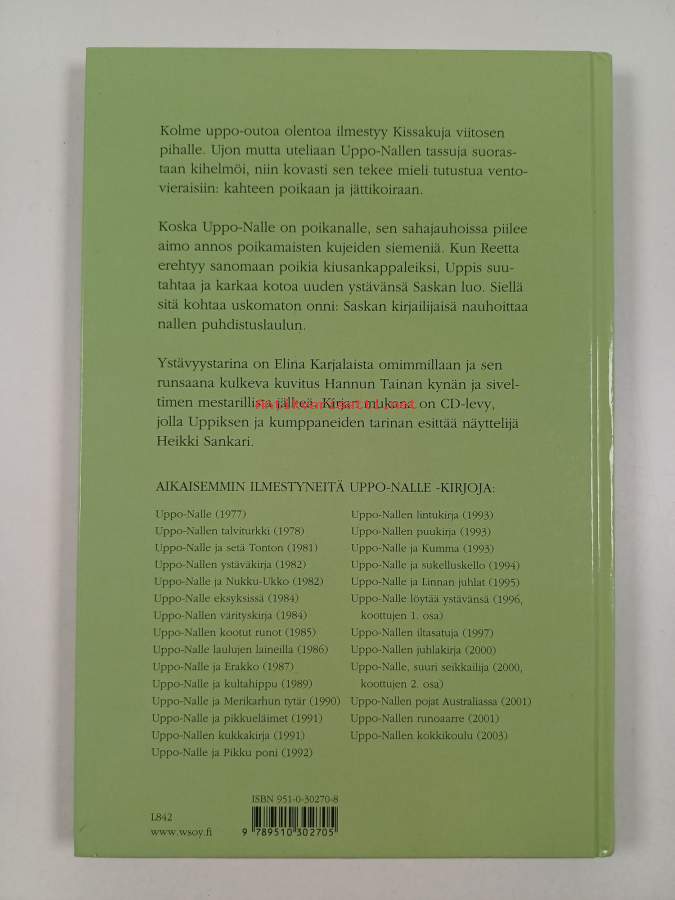 Kolme uppo-outoa olentoa ilmestyy Kissakuja viitosen
pihalle. Ujon mutta uteliaan Uppo-Nallen tassuja suoras-
taan kihelmöi, niin kovasti sen tekee mieli tutustua vento-
vieraisiin: kahteen poikaan ja jättikoiraan.
Koska Uppo-Nalle on poikanalle, sen sahajauhoissa piilee
aimo annos poikamaisten kujeiden siemeniä. Kun Reetta
erehtyy sanomaan poikia kiusankappaleiksi, Uppis suu-
tahtaa ja karkaa kotoa uuden ystävänsä Saskan luo. Siellä
sitä kohtaa uskomaton onni: Saskan kirjailijaisä nauhoittaa
nallen puhdistuslaulun.
Ystävyystarina on Elina Karjalaista omimmillaan ja sen
runsaana kulkeva kuvitus Hannun Tainan kynän ja sivel-
timen mestarillista jälkeä. Kirjan mukana on CD-levy,
Antikvariaatti.net
jolla Uppiksen ja kumppaneiden tarinan esittää näyttelijä
Heikki Sankari.
AIKAISEMMIN ILMESTYNEITÄ UPPO-NALLE -KIRJOJA:
Uppo-Nalle (1977)
Uppo-Nallen talviturkki (1978)
Uppo-Nalle ja setä Tonton (1981)
Uppo-Nallen ystäväkirja (1982)
Uppo-Nalle ja Nukku-Ukko (1982)
Uppo-Nalle eksyksissä (1984)
Uppo-Nallen värityskirja (1984)
Uppo-Nallen kootut runot (1985)
Uppo-Nalle laulujen laineilla (1986)
Uppo-Nalle ja Erakko (1987)
Uppo-Nalle ja kultahippu (1989)
Uppo-Nalle ja Merikarhun tytär (1990)
Uppo-Nalle ja pikkueläimet (1991)
Uppo-Nallen kukkakirja (1991)
Uppo-Nalle ja Pikku poni (1992)
Uppo-Nallen lintukirja (1993)
Uppo-Nallen puukirja (1993)
Uppo-Nalle ja Kumma (1993)
Uppo-Nalle ja sukelluskello (1994)
Uppo-Nalle ja Linnan juhlat (1995)
Uppo-Nalle löytää ystävänsä (1996,
koottujen 1. osa)
Uppo-Nallen iltasatuja (1997)
Uppo-Nallen juhlakirja (2000)
Uppo-Nalle, suuri seikkailija (2000,
koottujen 2. osa)
Uppo-Nallen pojat Australiassa (2001)
Uppo-Nallen runoaarre (2001)
Uppo-Nallen kokkikoulu (2003)
L842
www.wsoy.fi
ISBN 951-0-30270-8
9 789510 302705